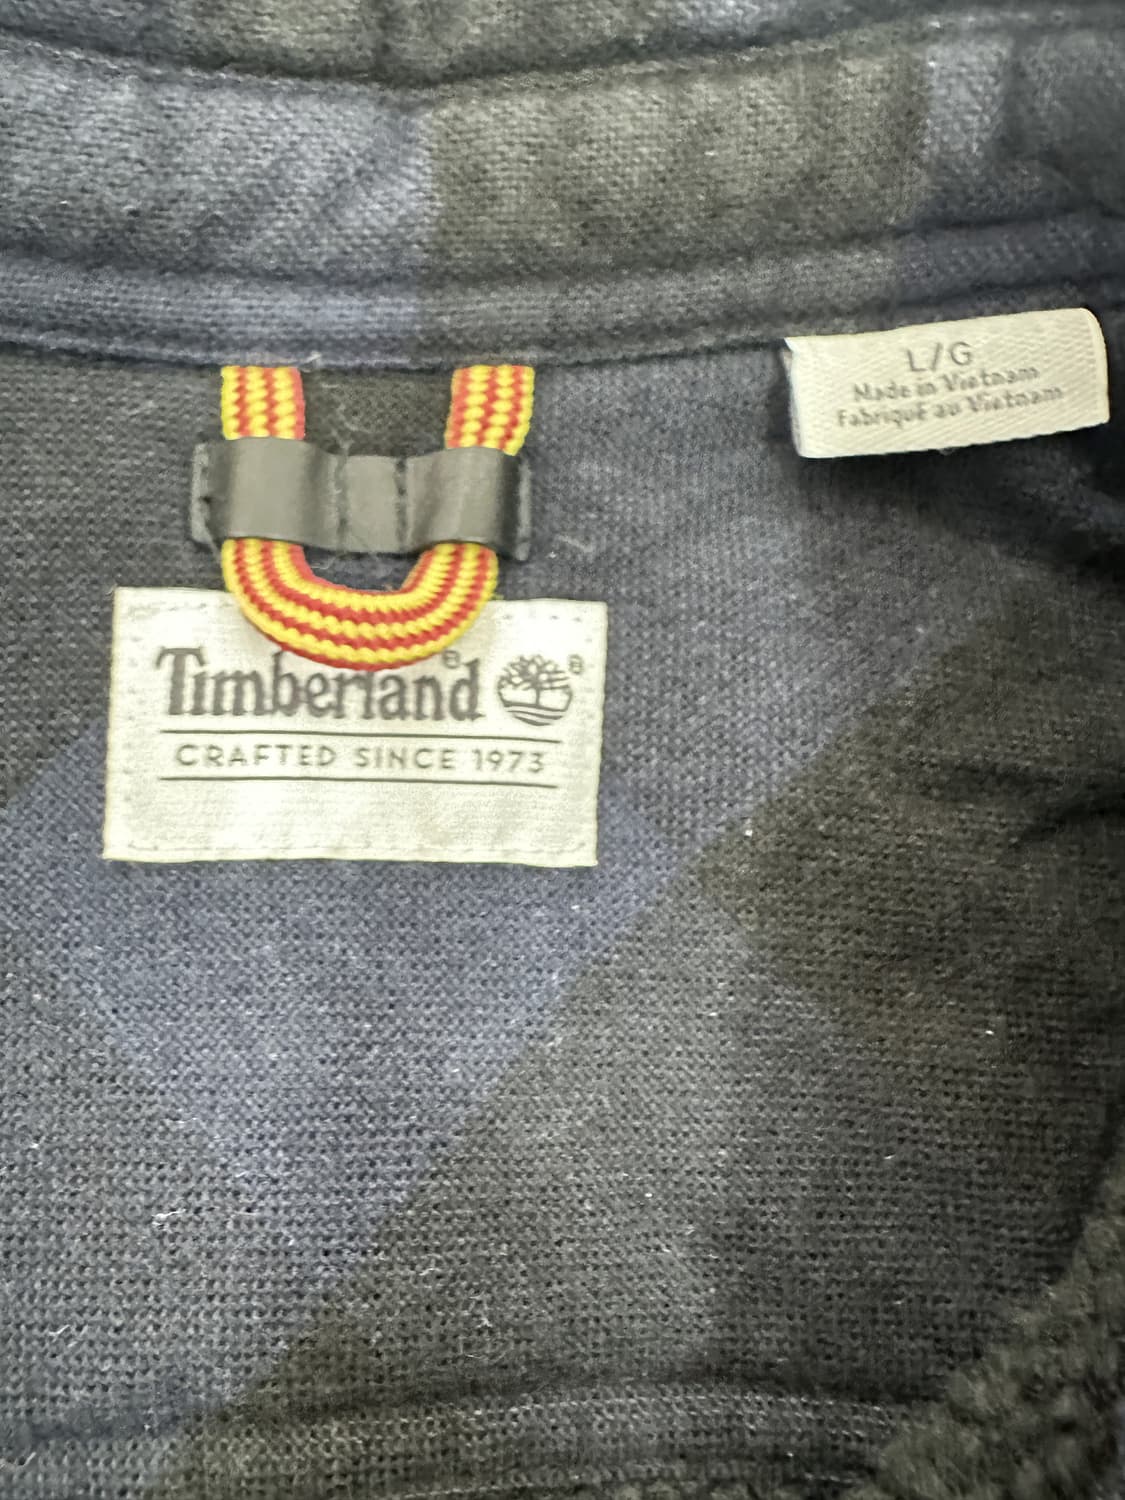 L/G
Made in Vietnam
Fabriqué au Vietnam
Timberland®
CRAFTED SINCE 1973